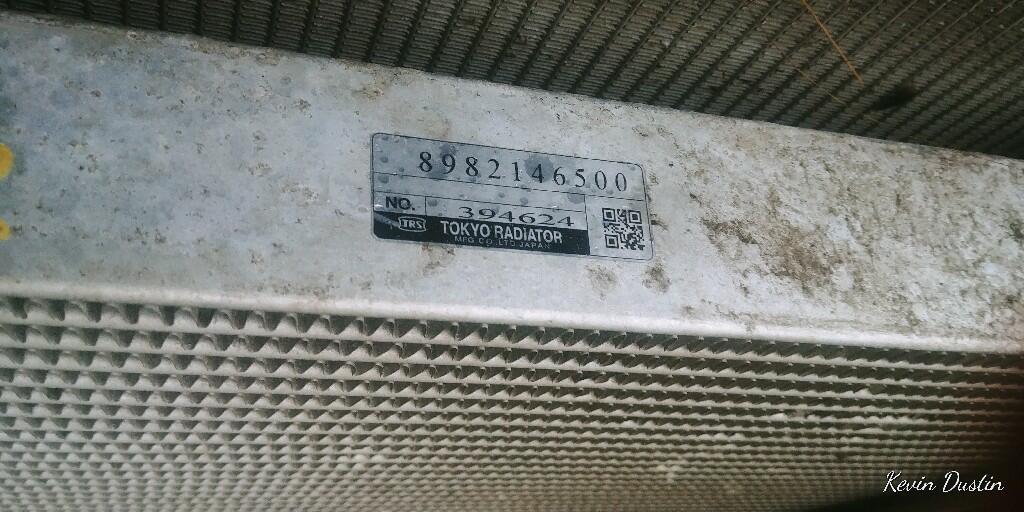 8982146500
NO. 394624
TRS TOKYO RADIATOR
MFG CO.,LTD JAPAN
Kevin Dustin